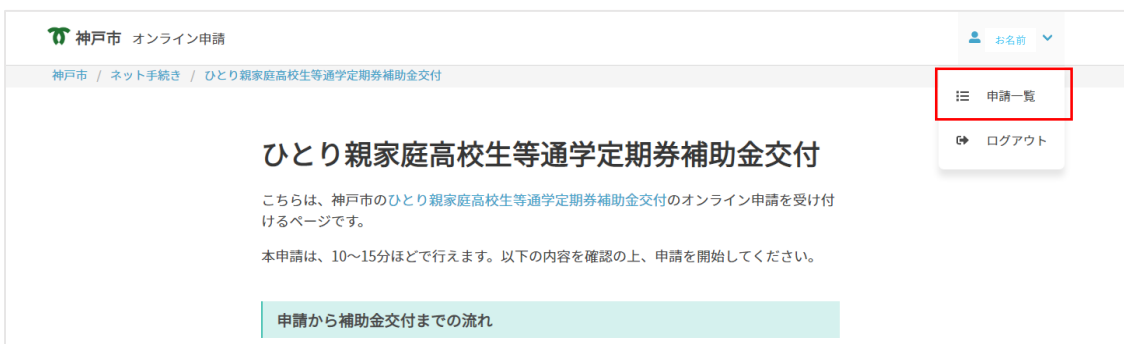 神戸市 オンライン申請
お名前
神戸市 / ネット手続き / ひとり親家庭高校生等通学定期券補助金交付
申請一覧
ログアウト
ひとり親家庭高校生等通学定期券補助金交付
こちらは、神戸市のひとり親家庭高校生等通学定期券補助金交付のオンライン申請を受け付
けるページです。
本申請は、10〜15分ほどで行えます。以下の内容を確認の上、申請を開始してください。
申請から補助金交付までの流れ